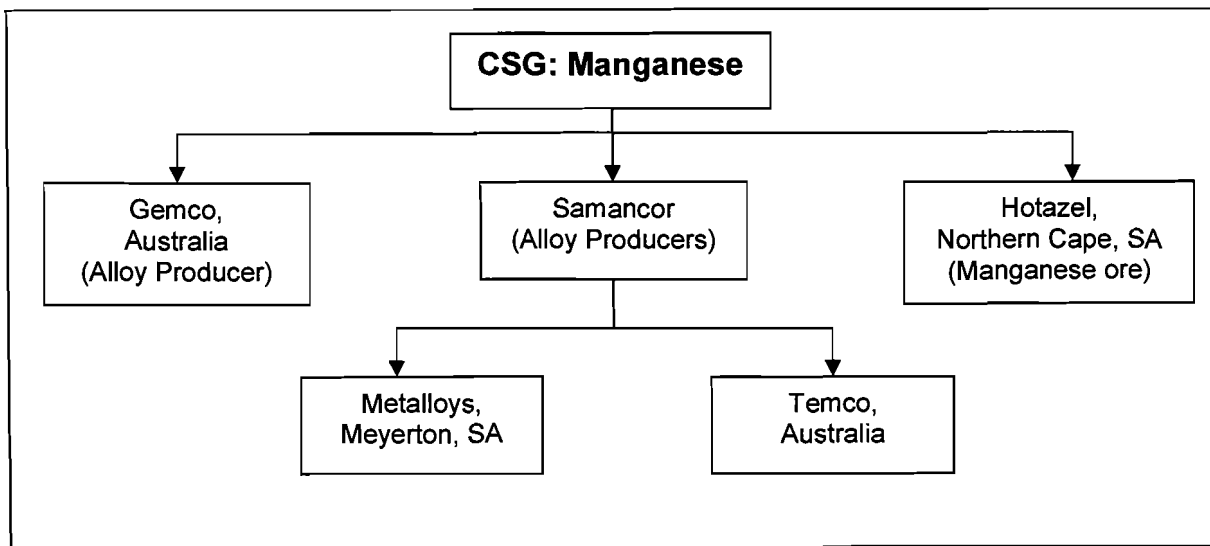 CSG: Manganese
Gemco,
Australia
(Alloy Producer)
Samancor
(Alloy Producers)
Hotazel,
Northern Cape, SA
(Manganese ore)
Metalloys,
Meyerton, SA
Temco,
Australia